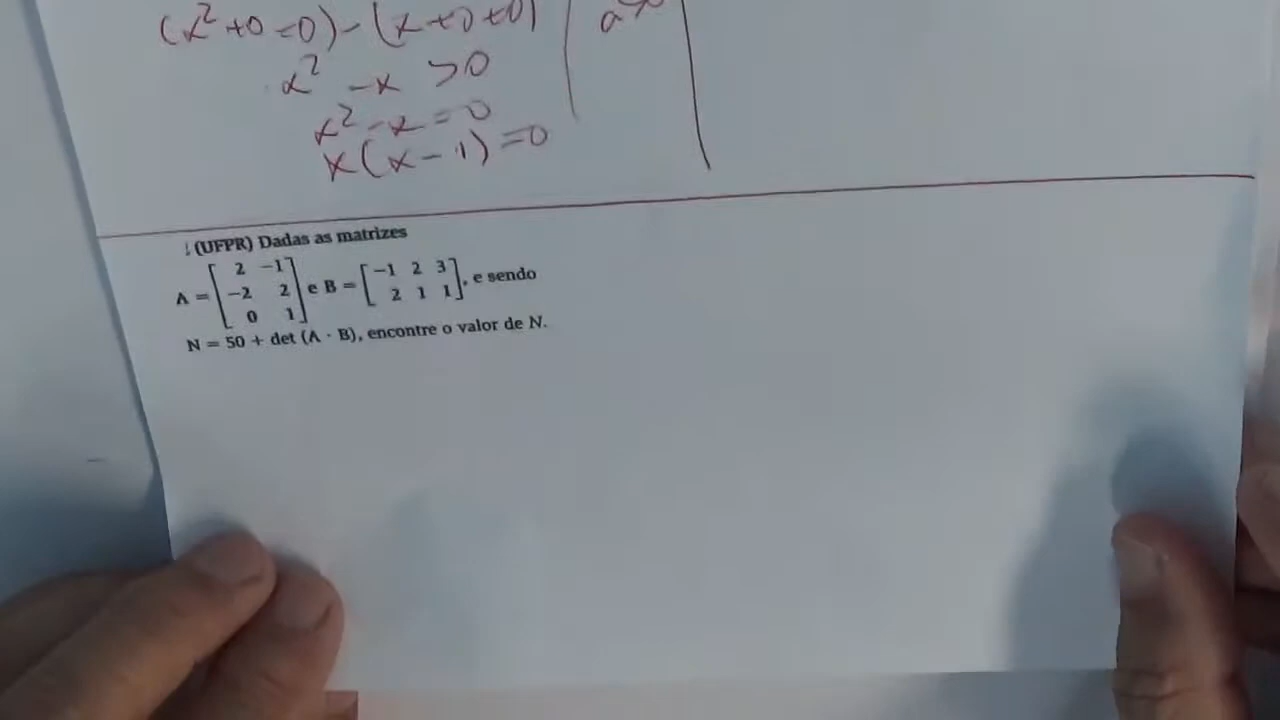 (x²+0+0)-(x+0+0)
x² -x >0
x²-x=0
x(x-1)=0
(UFPR) Dadas as matrizes
A = [ 2 -1
-2 2
0 1 ] e B = [ -1 2 3
2 1 1 ], e sendo
N = 50 + det (A · B), encontre o valor de N.